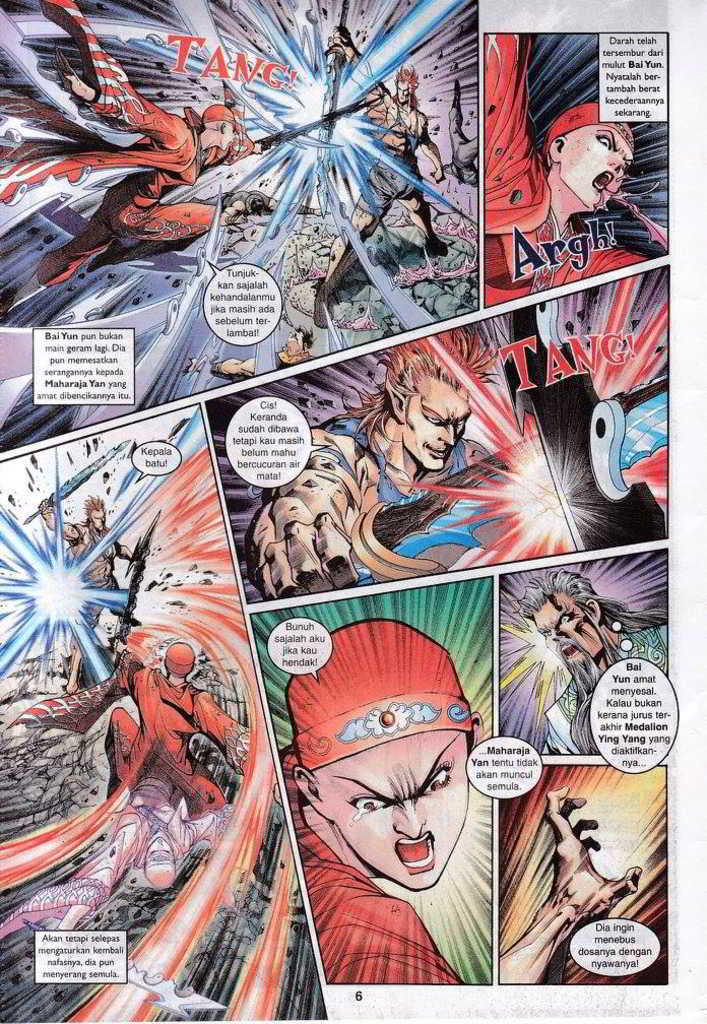 TANG!
Tunjuk-
kan sajalah
kehandalanmu
jika masih ada
sebelum ter-
lambat!
Bai Yun pun bukan
main geram lagi. Dia
pun memesatkan
serangannya kepada
Maharaja Yan yang
amat dibencikannya itu.
Darah telah
tersembur dari
mulut Bai Yun.
Nyatalah ber-
tambah berat
kecederaannya
sekarang.
Argh!
Cis!
Keranda
sudah dibawa
tetapi kau masih
belum mahu
bercucuran air
mata!
TANG!
Kepala
batu!
Akan tetapi selepas
mengaturkan kembali
nafasnya, dia pun
menyerang semula.
Bunuh
sajalah aku
jika kau
hendak!
Bai
Yun amat
menyesal.
Kalau bukan
kerana jurus ter-
akhir Medalion
Ying Yang yang
diaktifkan-
nya...
...Maharaja
Yan tentu tidak
akan muncul
semula.
Dia ingin
menebus
dosanya dengan
nyawanya!
6